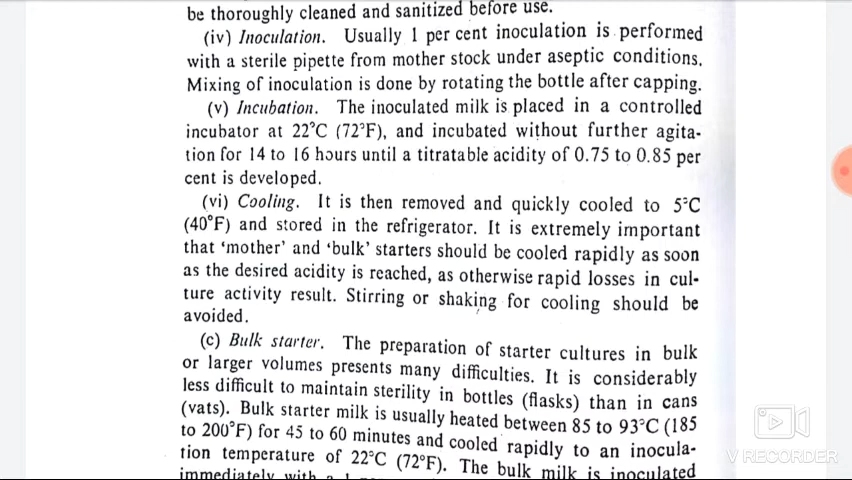 be thoroughly cleaned and sanitized before use.
(iv) Inoculation. Usually 1 per cent inoculation is performed
with a sterile pipette from mother stock under aseptic conditions.
Mixing of inoculation is done by rotating the bottle after capping.
(v) Incubation. The inoculated milk is placed in a controlled
incubator at 22°C (72°F), and incubated without further agita-
tion for 14 to 16 hours until a titratable acidity of 0.75 to 0.85 per
cent is developed.
(vi) Cooling. It is then removed and quickly cooled to 5°C
(40°F) and stored in the refrigerator. It is extremely important
that ‘mother’ and ‘bulk’ starters should be cooled rapidly as soon
as the desired acidity is reached, as otherwise rapid losses in cul-
ture activity result. Stirring or shaking for cooling should be
avoided.
(c) Bulk starter. The preparation of starter cultures in bulk
or larger volumes presents many difficulties. It is considerably
less difficult to maintain sterility in bottles (flasks) than in cans
(vats). Bulk starter milk is usually heated between 85 to 93°C (185
to 200°F) for 45 to 60 minutes and cooled rapidly to an inocula-
tion temperature of 22°C (72°F). The bulk milk is inoculated
immediately with a 1
V RECORDER